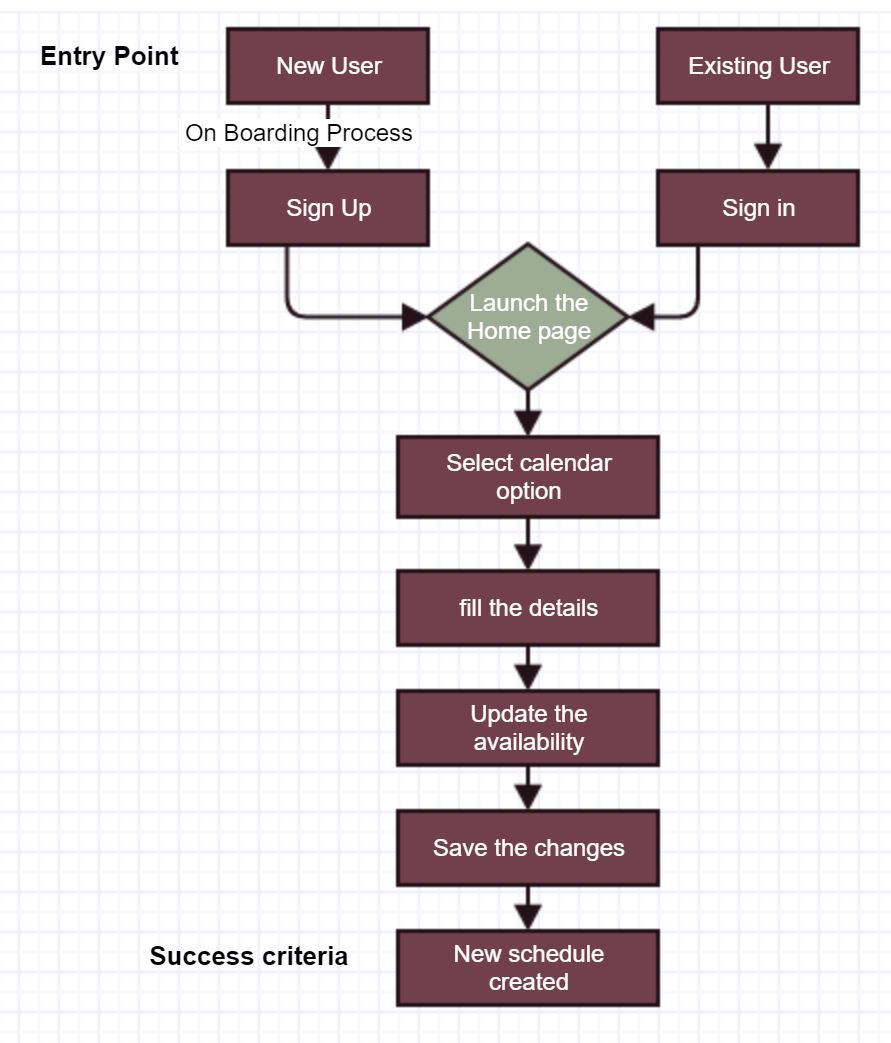 Entry Point
New User
Existing User
On Boarding Process
Sign Up
Sign in
Launch the
Home page
Select calendar
option
fill the details
Update the
availability
Save the changes
Success criteria
New schedule
created